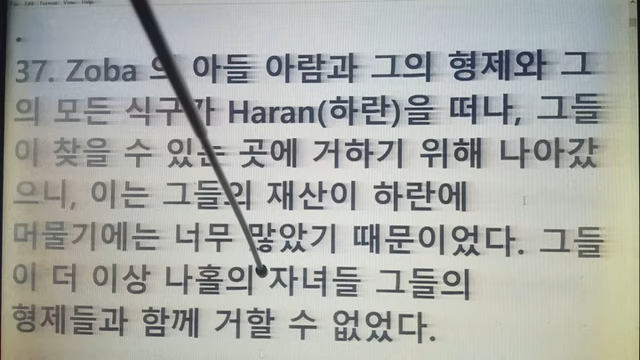 File Edit Format View Help
37. Zoba 의 아들 아람과 그의 형제와 그
의 모든 식구가 Haran(하란)을 떠나, 그들
이 찾을 수 있는 곳에 거하기 위해 나아갔
으니, 이는 그들의 재산이 하란에
머물기에는 너무 많았기 때문이었다. 그들
이 더 이상 나홀의 자녀들 그들의
형제들과 함께 거할 수 없었다.